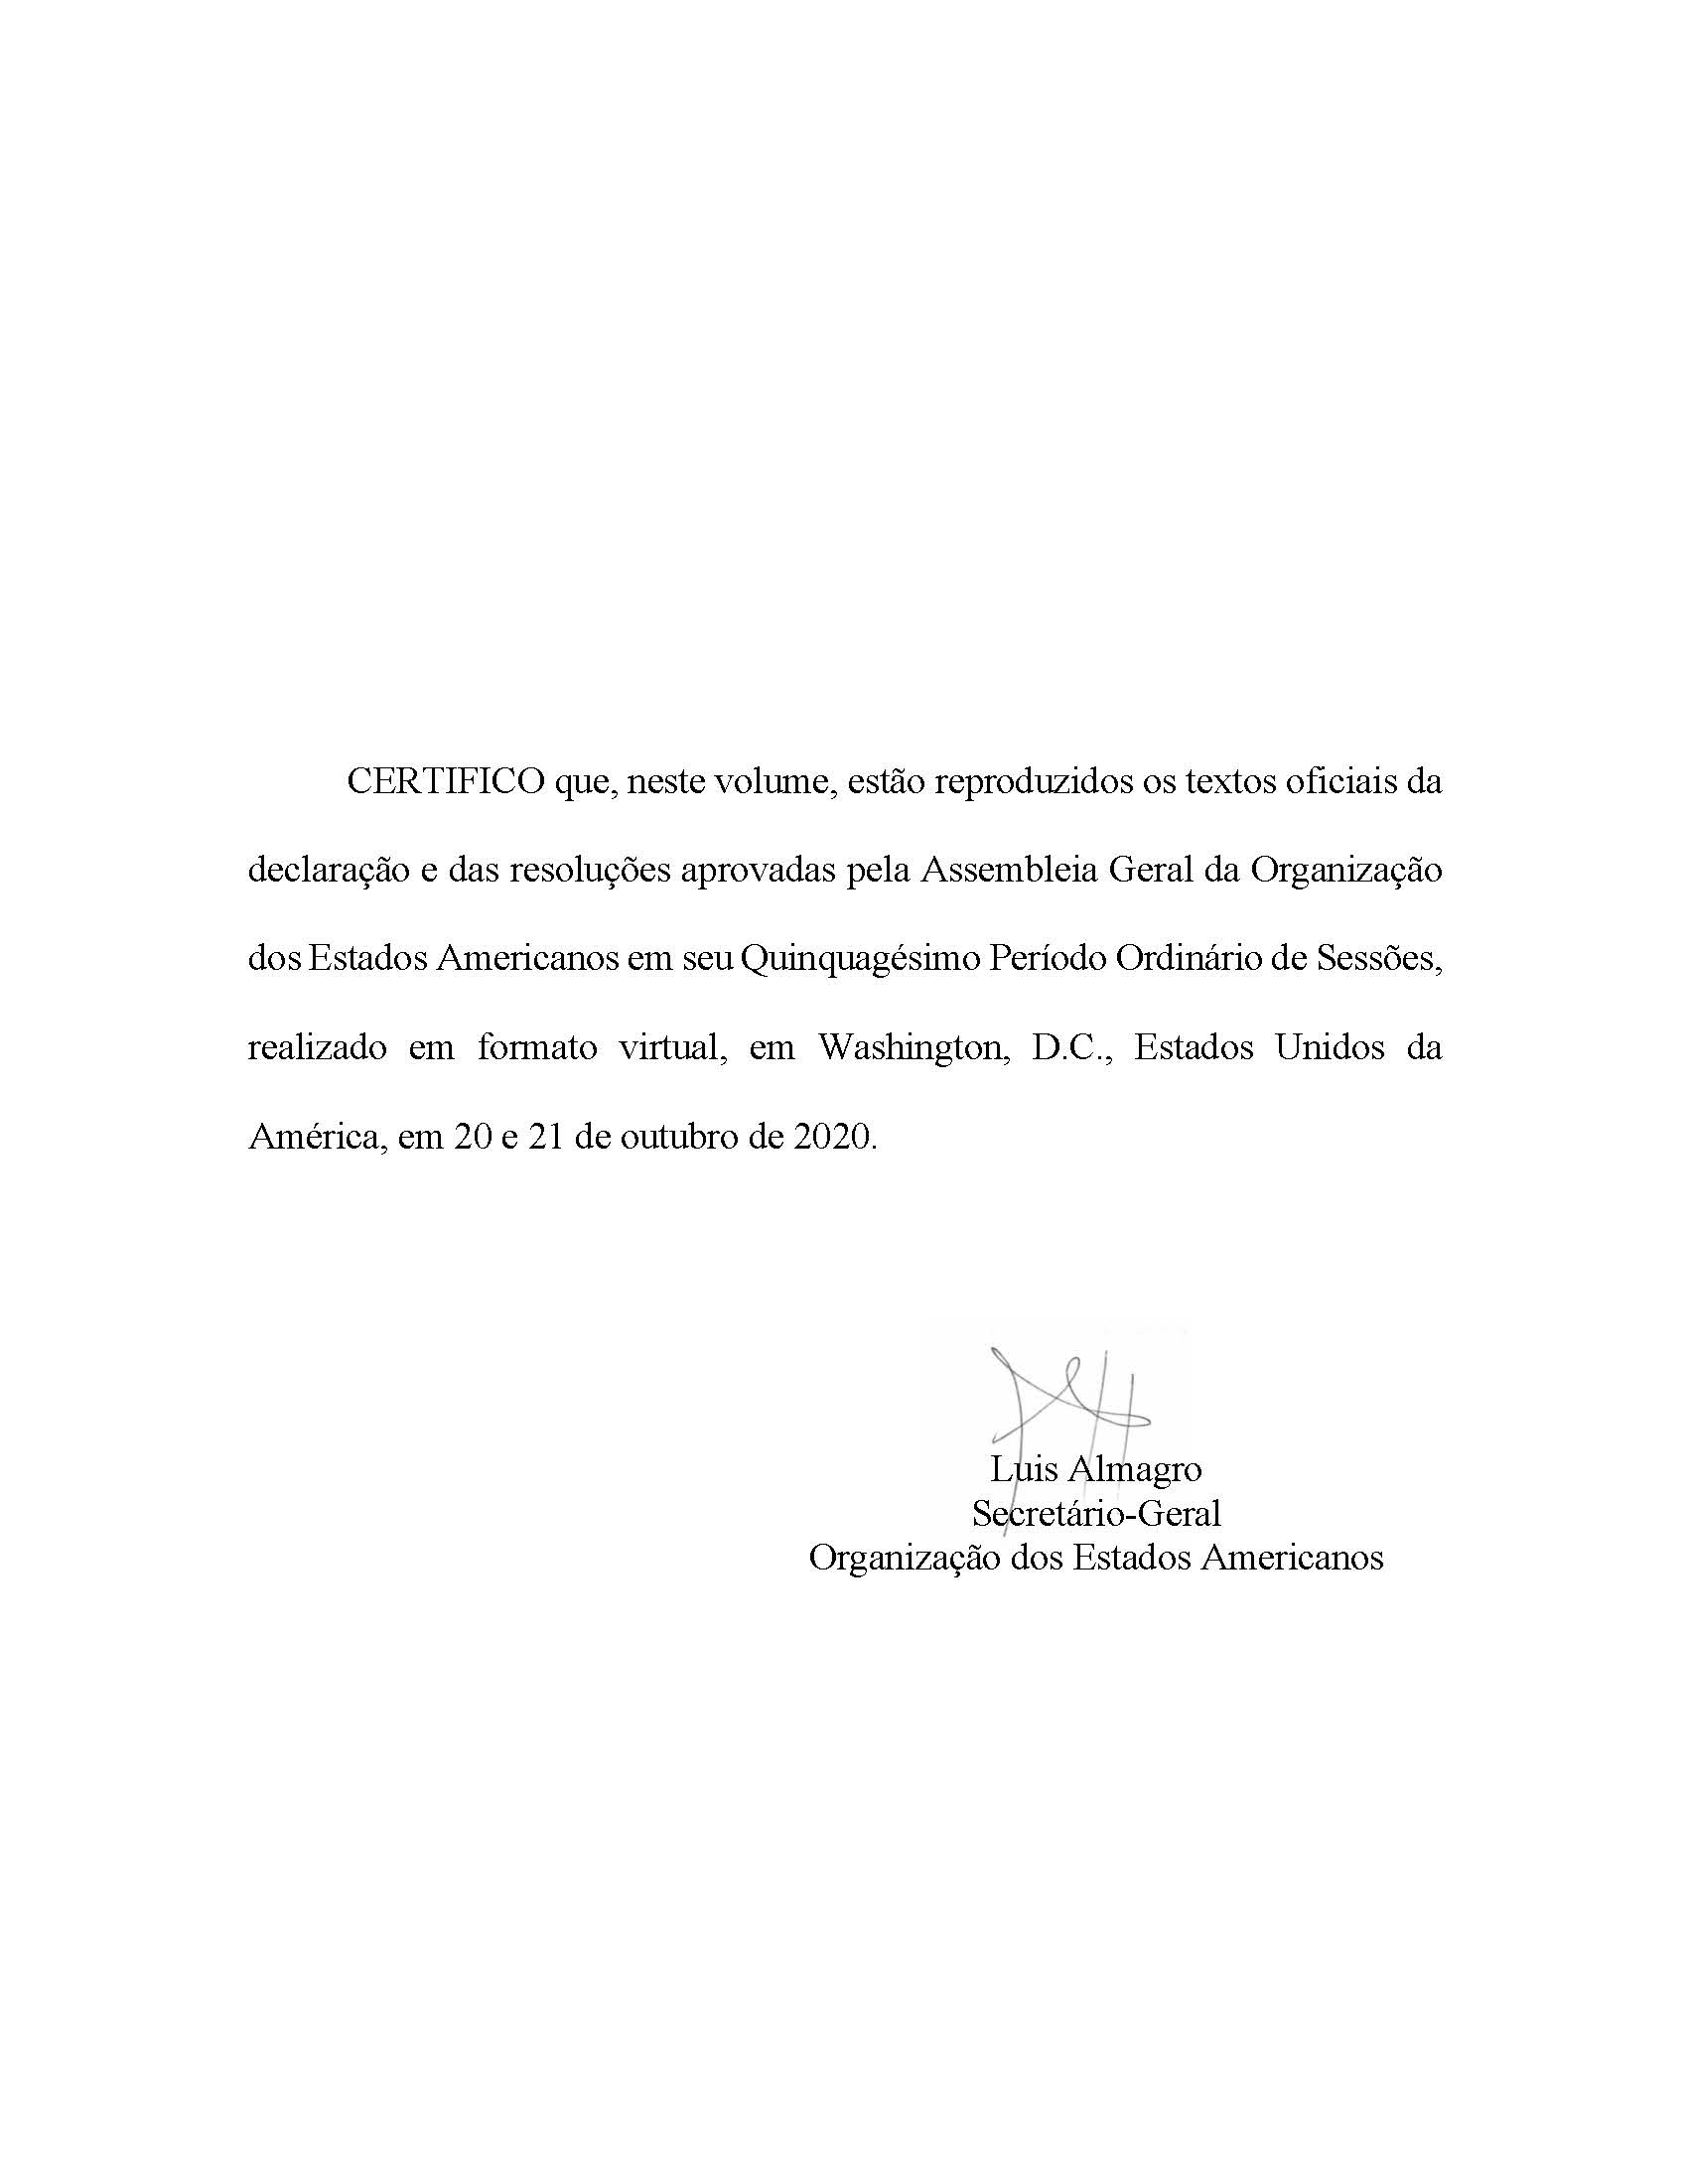 CERTIFICO que, neste volume, estão reproduzidos os textos oficiais da
declaração e das resoluções aprovadas pela Assembleia Geral da Organização
dos Estados Americanos em seu Quinquagésimo Período Ordinário de Sessões,
realizado em formato virtual, em Washington, D.C., Estados Unidos da
América, em 20 e 21 de outubro de 2020.
Luis Almagro
Secretário-Geral
Organização dos Estados Americanos